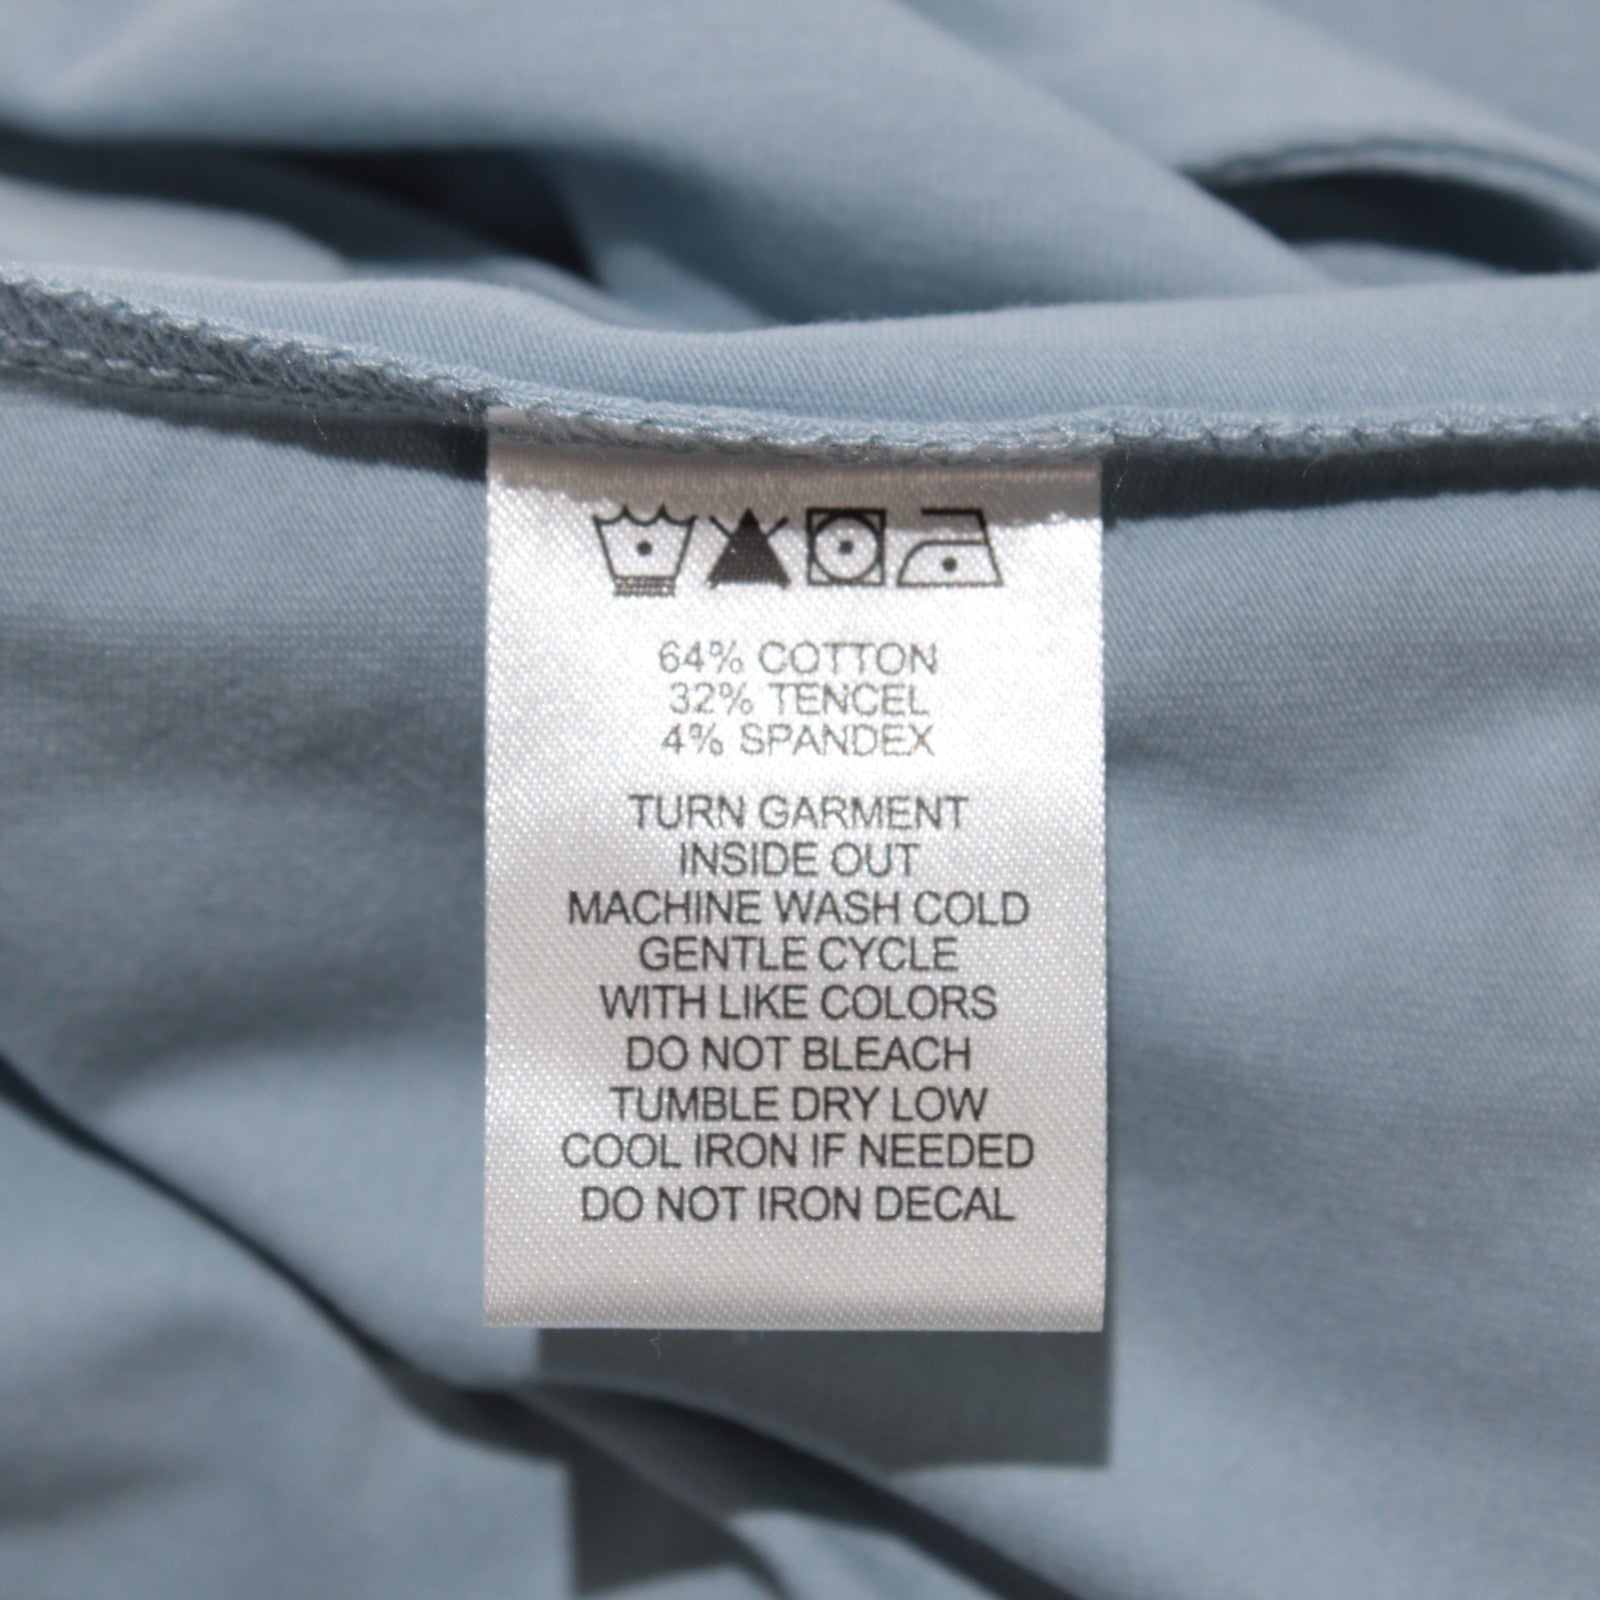 64% COTTON
32% TENCEL
4% SPANDEX
TURN GARMENT
INSIDE OUT
MACHINE WASH COLD
GENTLE CYCLE
WITH LIKE COLORS
DO NOT BLEACH
TUMBLE DRY LOW
COOL IRON IF NEEDED
DO NOT IRON DECAL